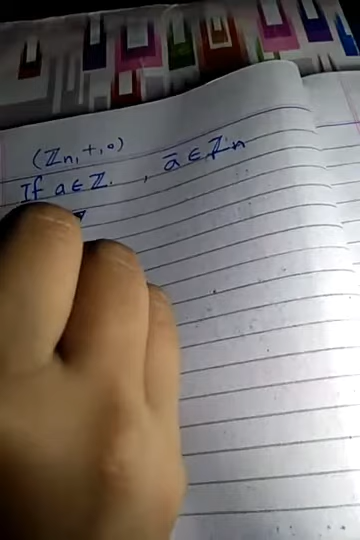 (ℤn, +, ∘)
If a ∈ ℤ. , ā ∈ ℤn